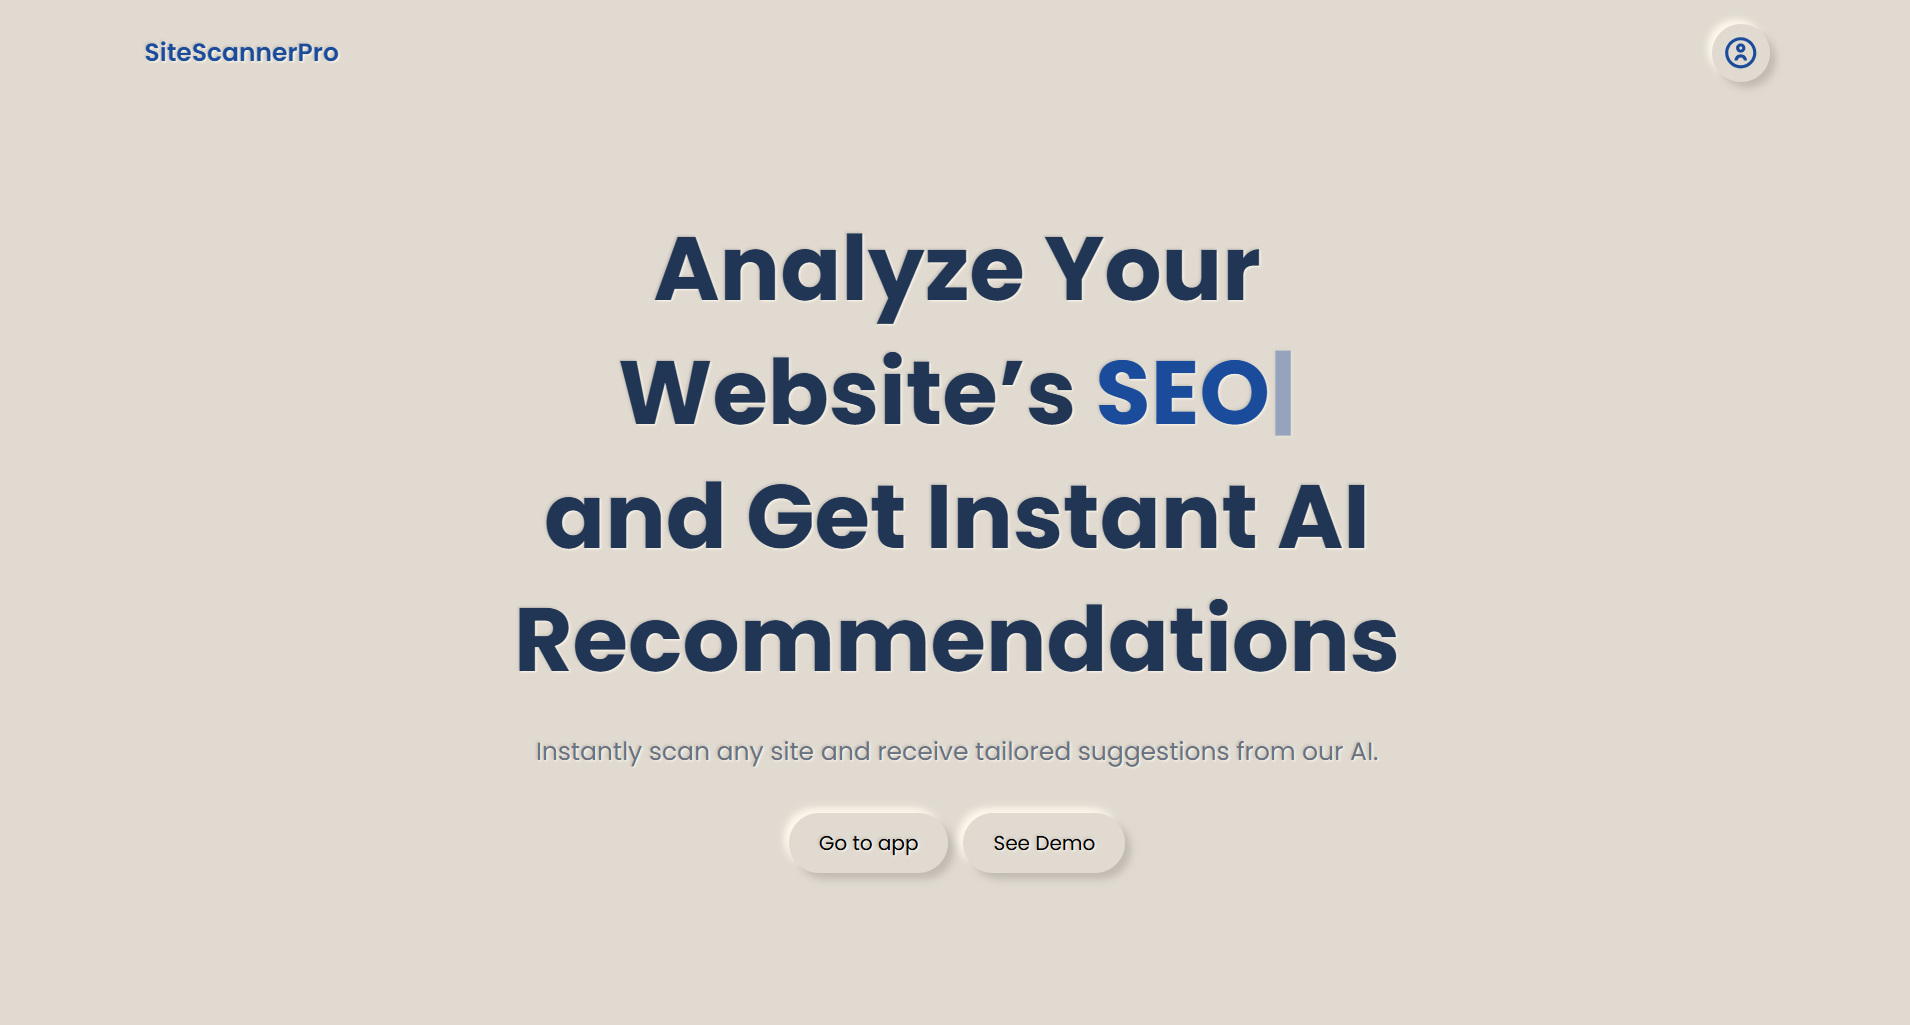 SiteScannerPro
Analyze Your
Website’s SEO
and Get Instant AI
Recommendations
Instantly scan any site and receive tailored suggestions from our AI.
Go to app
See Demo